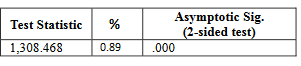 Test Statistic % Asymptotic Sig.
(2-sided test)
1,308.468 0.89 .000